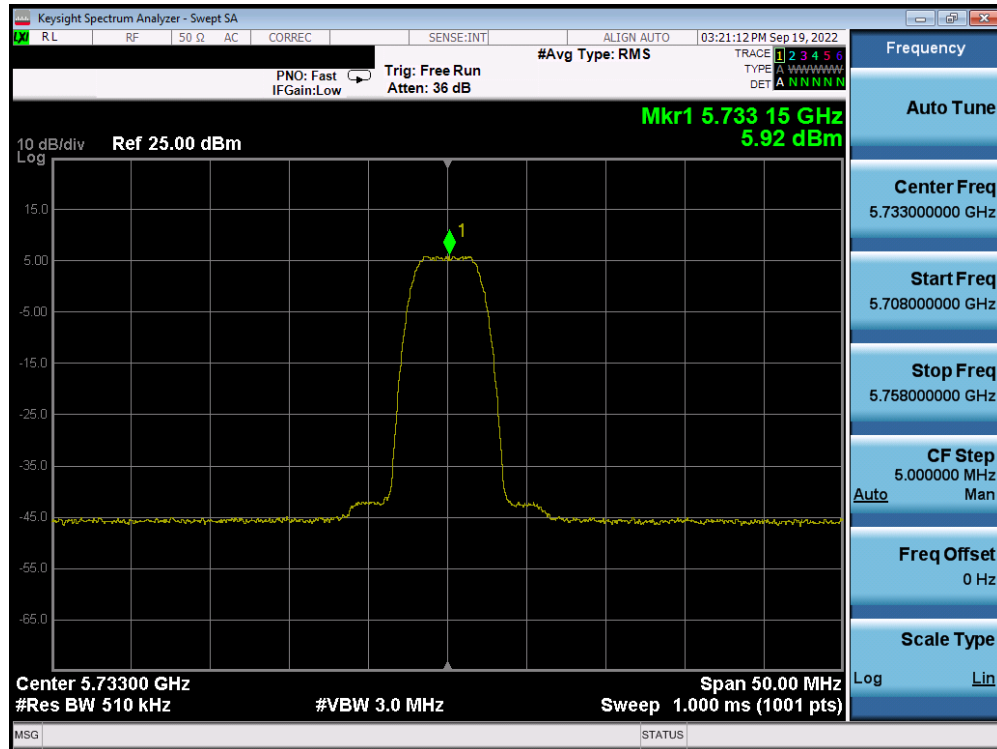 Keysight Spectrum Analyzer - Swept SA
LXI RL RF 50 Ω AC CORREC SENSE:INT ALIGN AUTO 03:21:12 PM Sep 19, 2022
#Avg Type: RMS
TRACE 1 2 3 4 5 6
PNO: Fast Trig: Free Run
TYPE A WWWWW
IFGain:Low Atten: 36 dB
DET A N N N N N
Mkr1 5.733 15 GHz
5.92 dBm
10 dB/div Ref 25.00 dBm
Log
1
15.0
5.00
-5.00
-15.0
-25.0
-35.0
-45.0
-55.0
-65.0
Center 5.73300 GHz Span 50.00 MHz
#Res BW 510 kHz #VBW 3.0 MHz Sweep 1.000 ms (1001 pts)
MSG STATUS
Frequency
Auto Tune
Center Freq
5.733000000 GHz
Start Freq
5.708000000 GHz
Stop Freq
5.758000000 GHz
CF Step
5.000000 MHz
Auto Man
Freq Offset
0 Hz
Scale Type
Log Lin